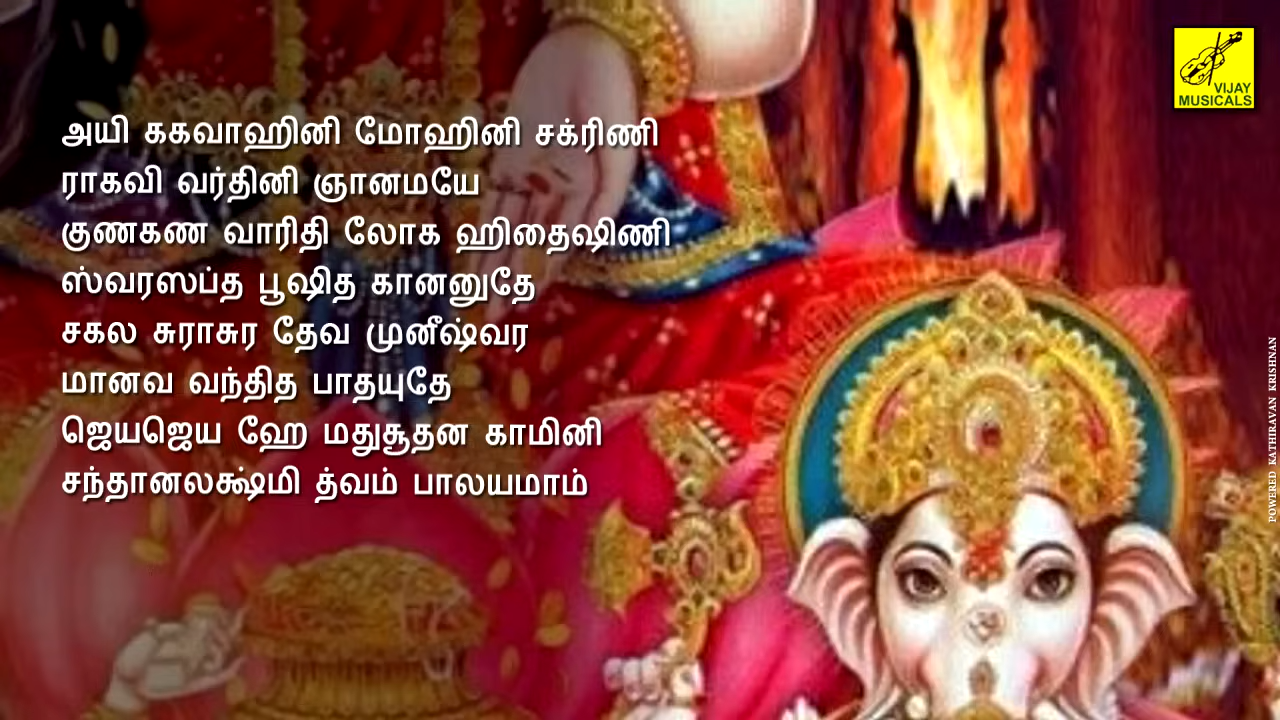 VIJAY
MUSICALS
அயி ககவாஹினி மோஹினி சக்ரிணி
ராகவி வர்தினி ஞானமயே
குணகண வாரிதி லோக ஹிதைஷிணி
ஸ்வரஸப்த பூஷித கானனுதே
சகல சுராசுர தேவ முனீஷ்வர
மானவ வந்தித பாதயுதே
ஜெயஜெய ஹே மதுசூதன காமினி
சந்தானலக்ஷ்மி த்வம் பாலயமாம்
POWERED KATHIRAVAN KRISHNAN